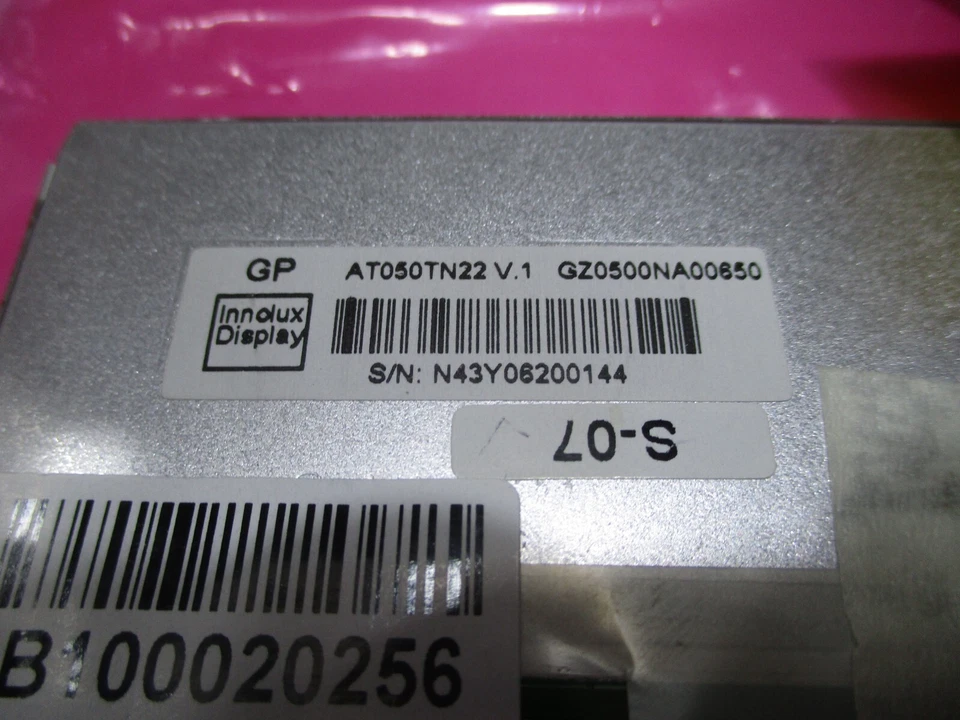 GP AT050TN22 V.1 GZ0500NA00650
Innolux
Display
S/N: N43Y06200144
S-07
B100020256